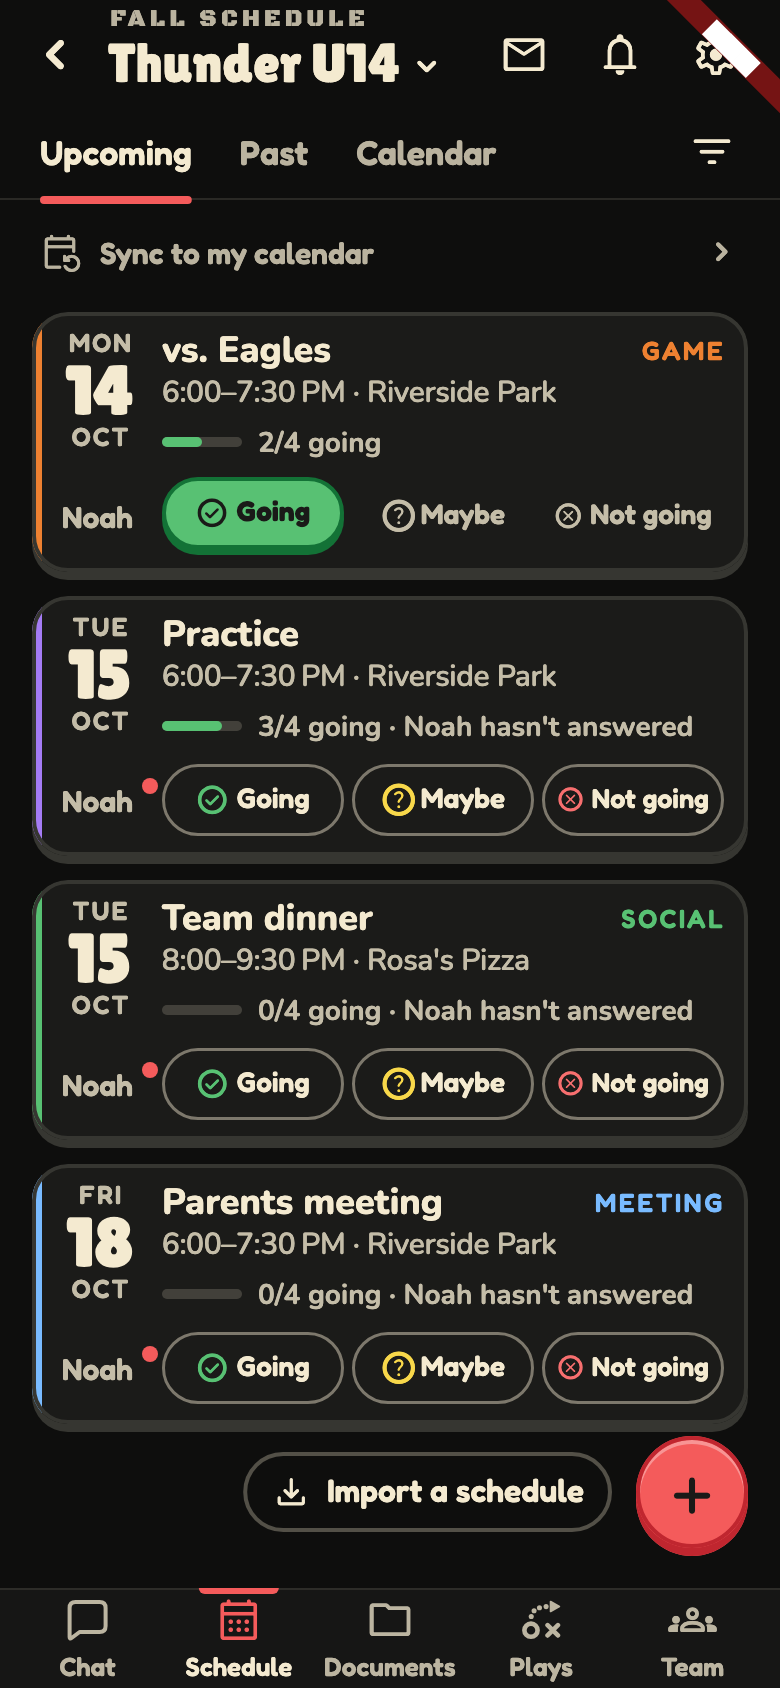 FALL SCHEDULE
Thunder U14
Upcoming Past Calendar
Sync to my calendar
MON
14
OCT
vs. Eagles
GAME
6:00–7:30 PM · Riverside Park
2/4 going
Noah
Going
Maybe
Not going
TUE
15
OCT
Practice
6:00–7:30 PM · Riverside Park
3/4 going · Noah hasn't answered
Noah
Going
Maybe
Not going
TUE
15
OCT
Team dinner
SOCIAL
8:00–9:30 PM · Rosa's Pizza
0/4 going · Noah hasn't answered
Noah
Going
Maybe
Not going
FRI
18
OCT
Parents meeting
MEETING
6:00–7:30 PM · Riverside Park
0/4 going · Noah hasn't answered
Noah
Going
Maybe
Not going
Import a schedule
Chat
Schedule
Documents
Plays
Team